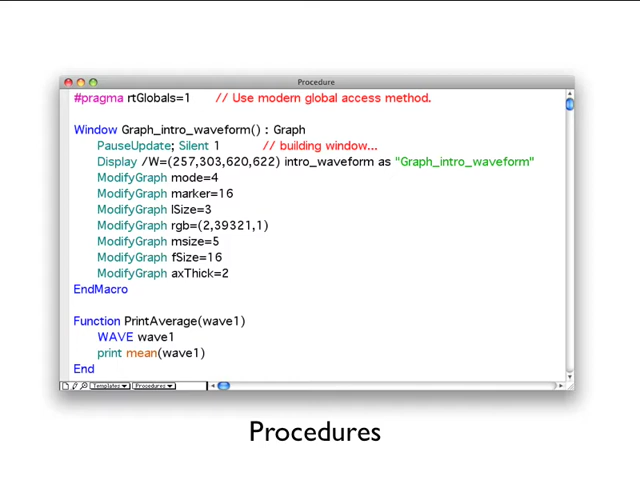 Procedure
#pragma rtGlobals=1 // Use modern global access method.
Window Graph_intro_waveform() : Graph
PauseUpdate; Silent 1 // building window...
Display /W=(257,303,620,622) intro_waveform as "Graph_intro_waveform"
ModifyGraph mode=4
ModifyGraph marker=16
ModifyGraph lSize=3
ModifyGraph rgb=(2,39321,1)
ModifyGraph msize=5
ModifyGraph fSize=16
ModifyGraph axThick=2
EndMacro
Function PrintAverage(wave1)
WAVE wave1
print mean(wave1)
End
Templates Procedures
Procedures